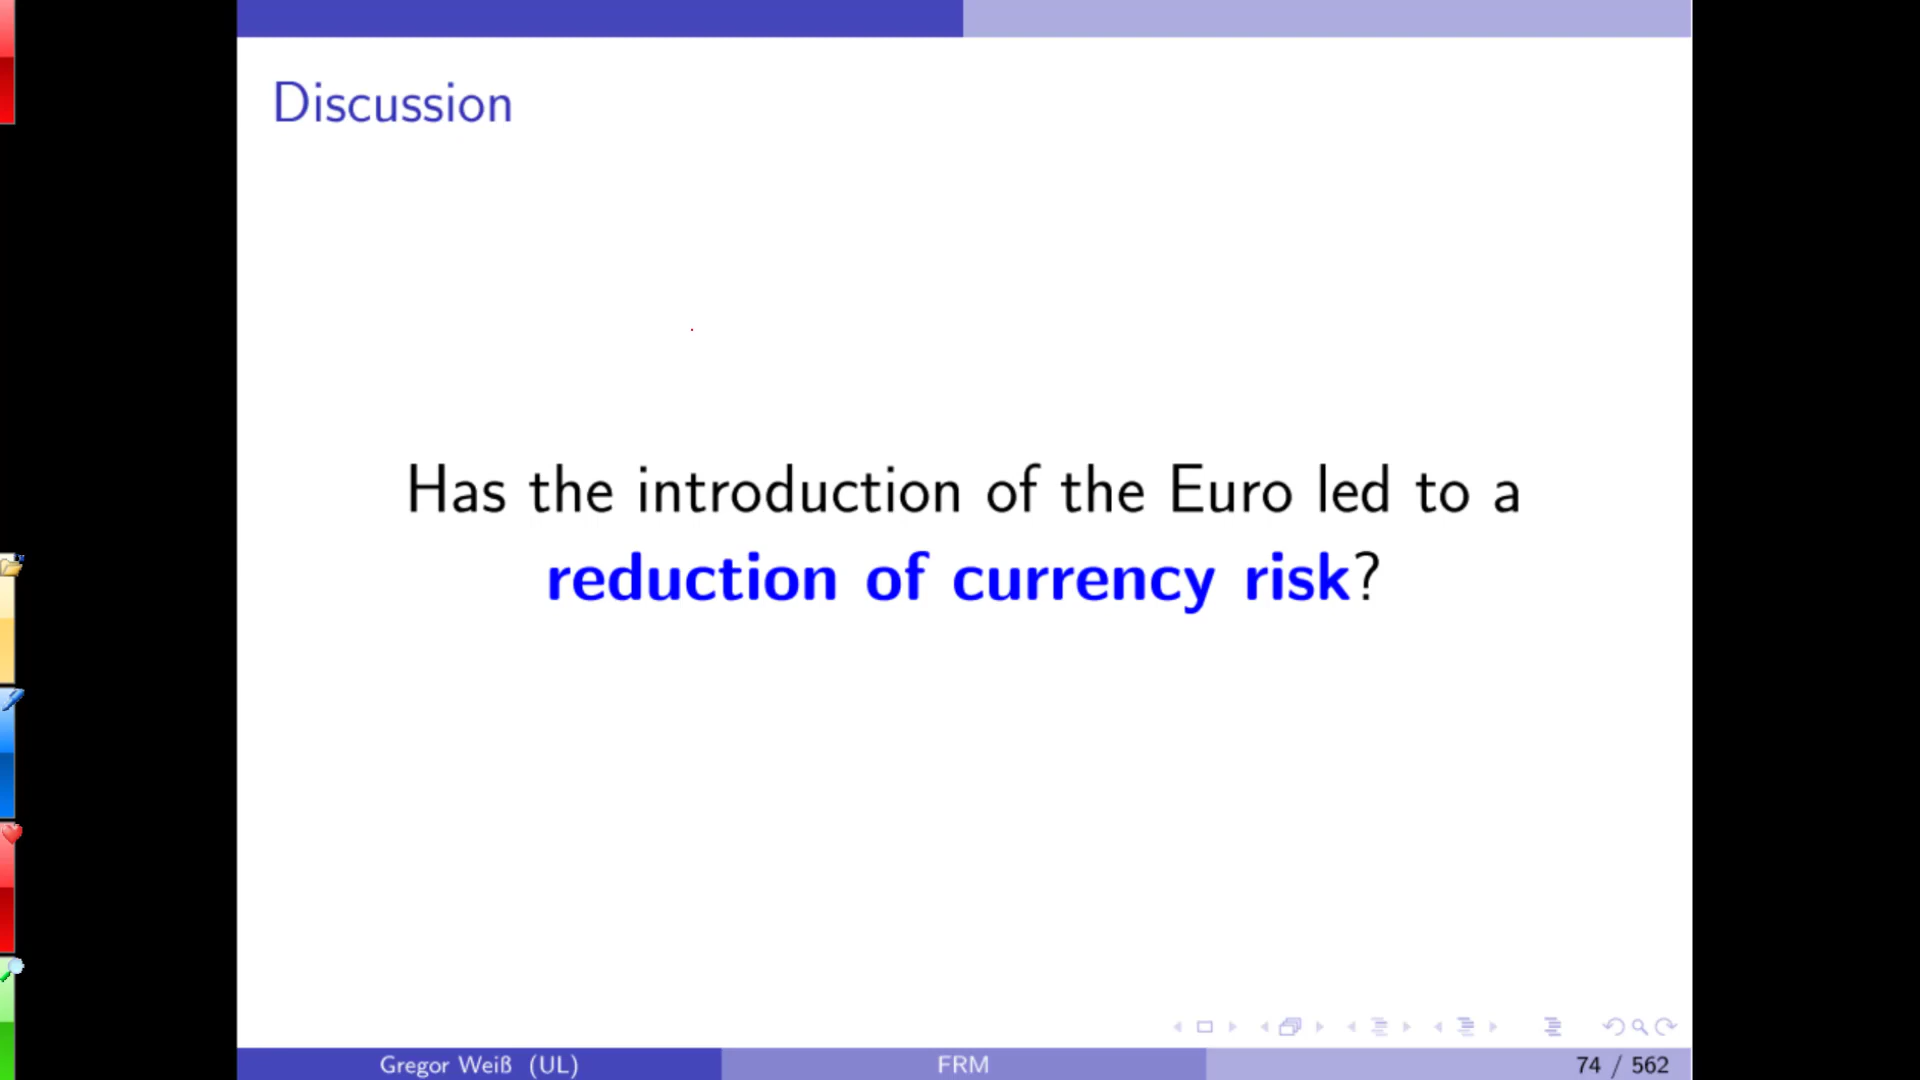 Discussion
Has the introduction of the Euro led to a
reduction of currency risk?
Gregor Weiß (UL)
FRM
74 / 562